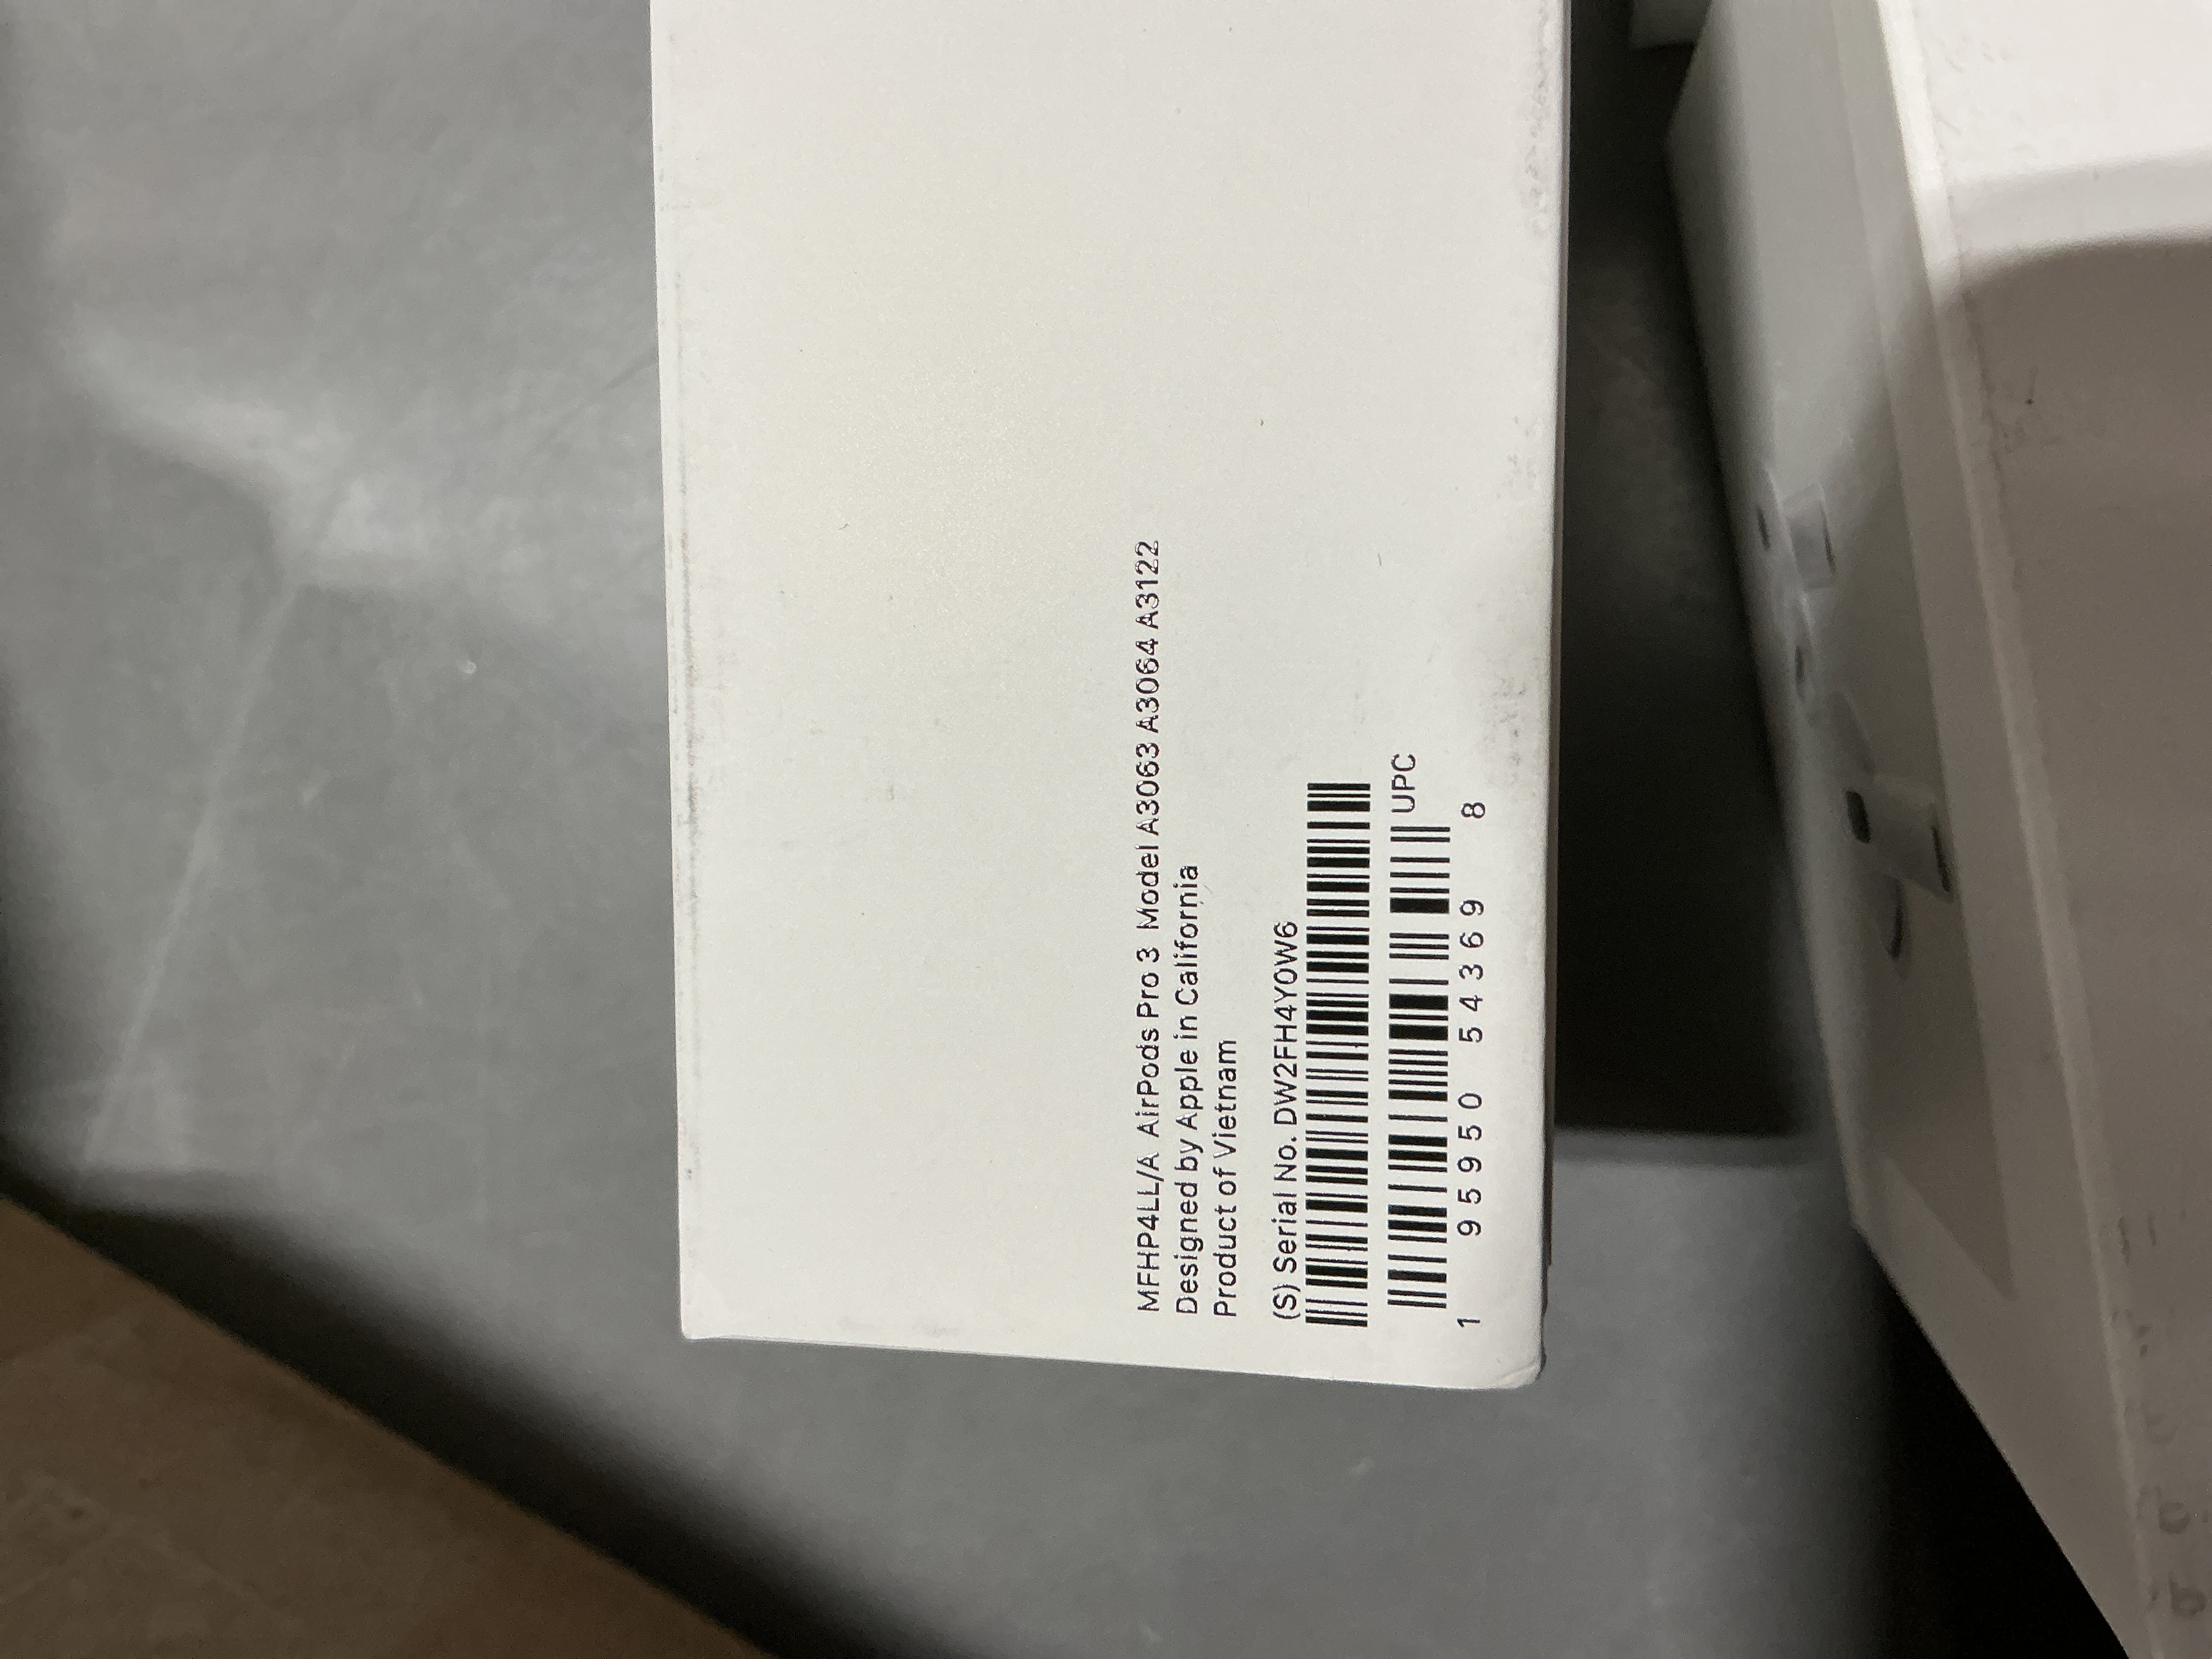 MFHP4LL/A AirPods Pro 3 Model A3063 A3064 A3122
Designed by Apple in California
Product of Vietnam
(S) Serial No. DW2FH4Y0W6
UPC
1 95950 54369 8